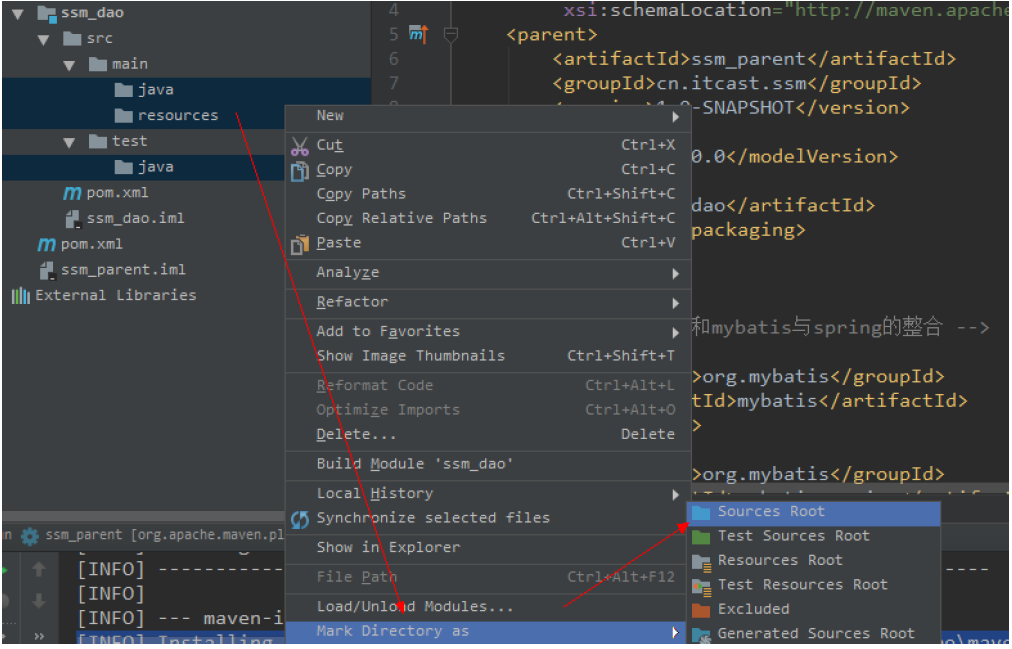 ssm_dao
src
main
java
resources
test
java
pom.xml
ssm_dao.iml
pom.xml
ssm_parent.iml
External Libraries
4
xsi:schemaLocation="http://maven.apache
5 <parent>
6 <artifactId>ssm_parent</artifactId>
7 <groupId>cn.itcast.ssm</groupId>
-SNAPSHOT</version>
0.0</modelVersion>
dao</artifactId>
packaging>
和mybatis与spring的整合 -->
>org.mybatis</groupId>
tId>mybatis</artifactId>
>
>org.mybatis</groupId>
New
Cut Ctrl+X
Copy Ctrl+C
Copy Paths Ctrl+Shift+C
Copy Relative Paths Ctrl+Alt+Shift+C
Paste Ctrl+V
Analyze
Refactor
Add to Favorites
Show Image Thumbnails Ctrl+Shift+T
Reformat Code Ctrl+Alt+L
Optimize Imports Ctrl+Alt+O
Delete... Delete
Build Module 'ssm_dao'
Local History
Synchronize selected files
Show in Explorer
File Path Ctrl+Alt+F12
Load/Unload Modules...
Mark Directory as
Sources Root
Test Sources Root
Resources Root
Test Resources Root
Excluded
Generated Sources Root
n ssm_parent [org.apache.maven.pl
[INFO] -----------
----
[INFO]
[INFO] --- maven-i
[INFO] Installing
e\mave